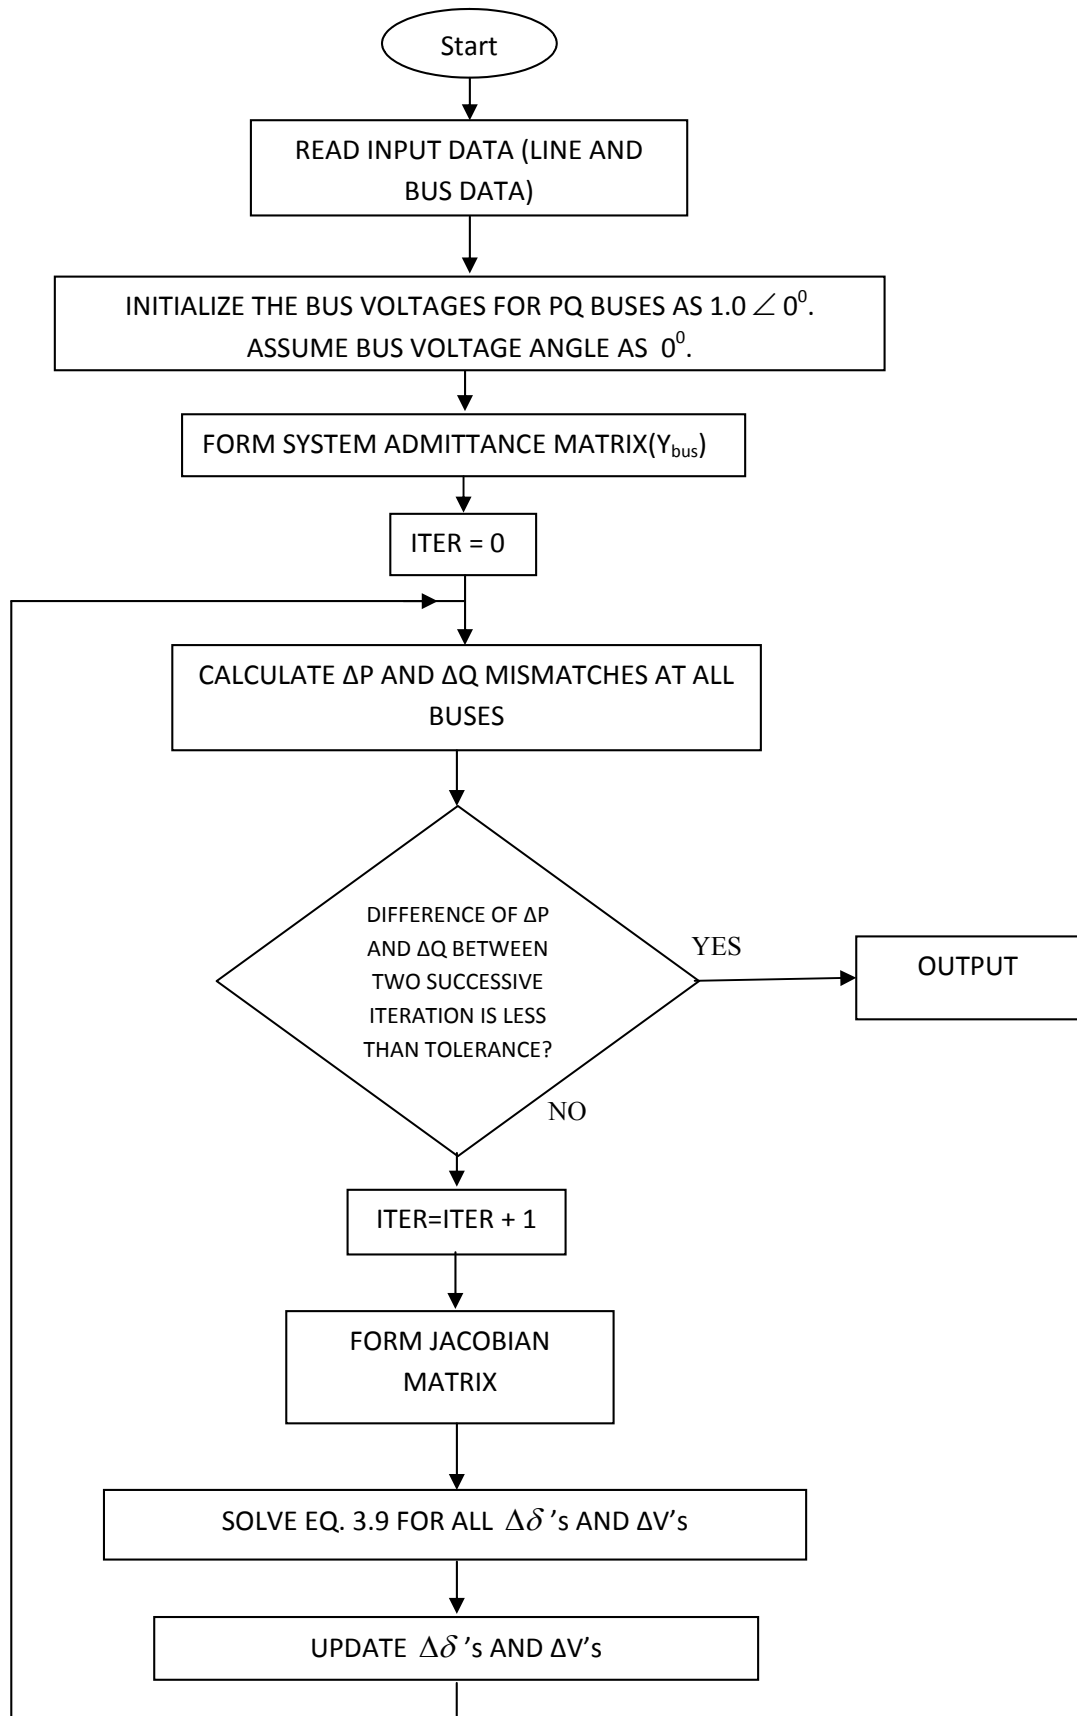 Start
READ INPUT DATA (LINE AND
BUS DATA)
INITIALIZE THE BUS VOLTAGES FOR PQ BUSES AS 1.0 ∠ 0⁰.
ASSUME BUS VOLTAGE ANGLE AS 0⁰.
FORM SYSTEM ADMITTANCE MATRIX(Y_bus)
ITER = 0
CALCULATE ΔP AND ΔQ MISMATCHES AT ALL
BUSES
DIFFERENCE OF ΔP
AND ΔQ BETWEEN
TWO SUCCESSIVE
ITERATION IS LESS
THAN TOLERANCE?
YES
OUTPUT
NO
ITER=ITER + 1
FORM JACOBIAN
MATRIX
SOLVE EQ. 3.9 FOR ALL Δδ 's AND ΔV's
UPDATE Δδ 's AND ΔV's